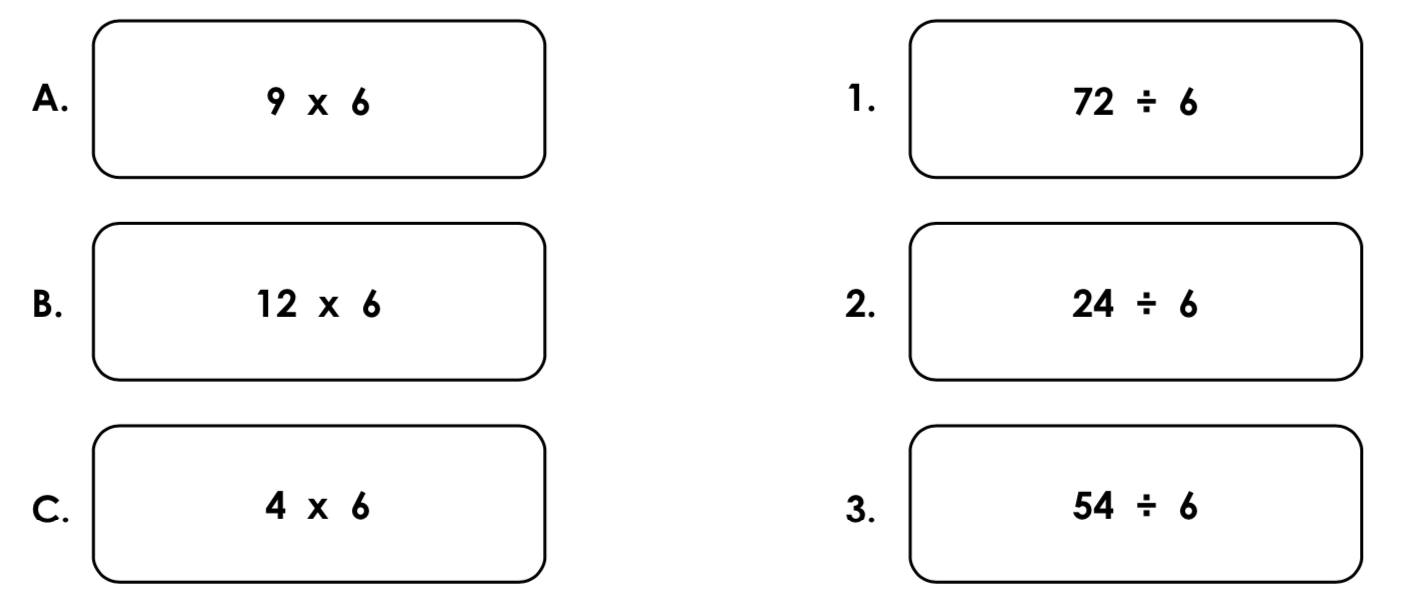 A. 9 x 6
1. 72 ÷ 6
B. 12 x 6
2. 24 ÷ 6
C. 4 x 6
3. 54 ÷ 6